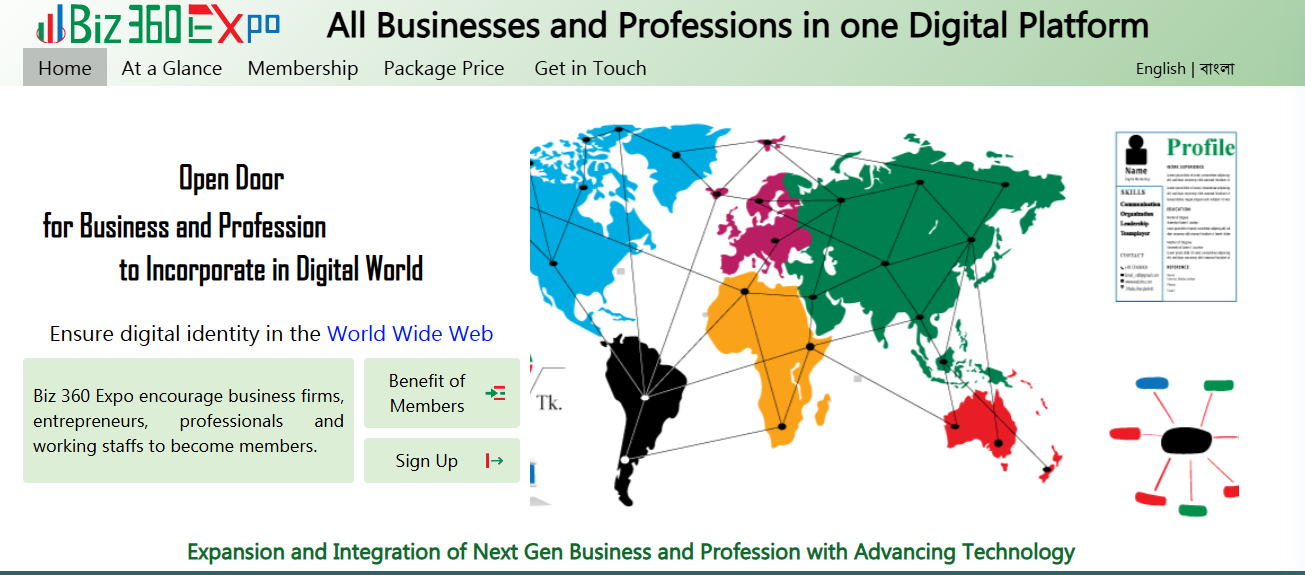 Biz 360 Expo
All Businesses and Professions in one Digital Platform
Home
At a Glance
Membership
Package Price
Get in Touch
English | বাংলা
Open Door
for Business and Profession
to Incorporate in Digital World
Ensure digital identity in the World Wide Web
Biz 360 Expo encourage business firms,
entrepreneurs, professionals and
working staffs to become members.
Benefit of
Members
Sign Up
Tk.
Profile
Name
SKILLS
Communication
Organization
Leadership
Teamplayer
CONTACT
WORK EXPERIENCE
EDUCATION
REFERENCE
Expansion and Integration of Next Gen Business and Profession with Advancing Technology